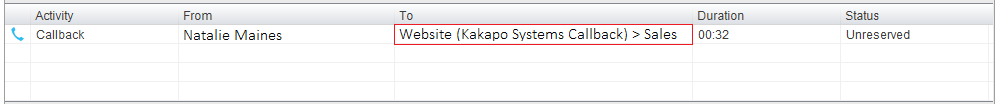 Activity From To Duration Status
Callback Natalie Maines Website (Kakapo Systems Callback) > Sales 00:32 Unreserved